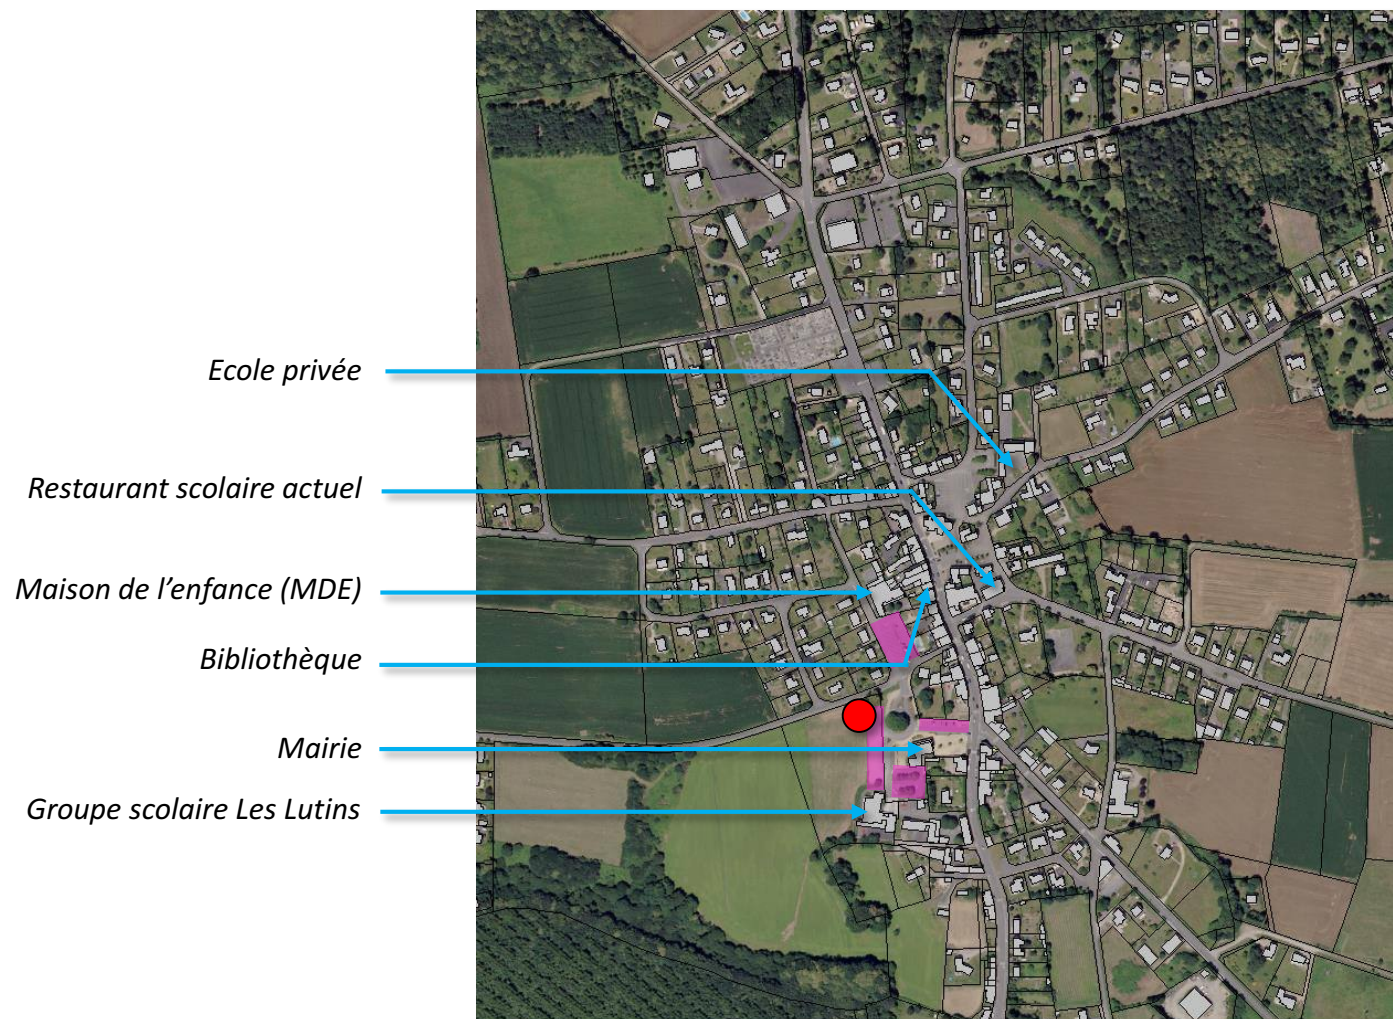 Ecole privée
Restaurant scolaire actuel
Maison de l’enfance (MDE)
Bibliothèque
Mairie
Groupe scolaire Les Lutins